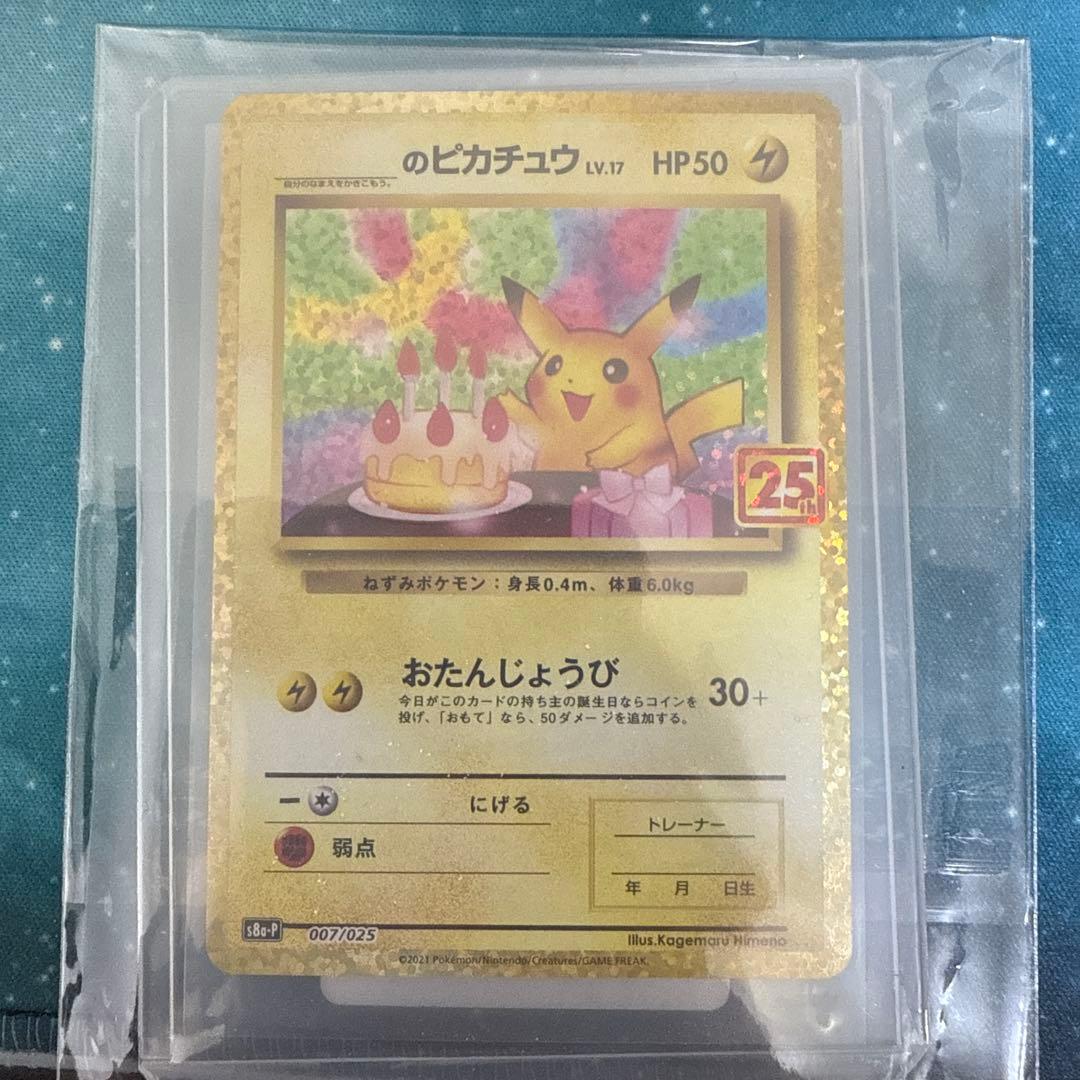 のピカチュウ LV.17 HP50
自分のなまえをかきこもう。
25th
ねずみポケモン：身長0.4m、体重6.0kg
おたんじょうび 30+
今日がこのカードの持ち主の誕生日ならコインを
投げ、「おもて」なら、50ダメージを追加する。
にげる
トレーナー
弱点
年 月 日生
s8a-P 007/025
Illus.Kagemaru Himeno
©2021 Pokémon/Nintendo/Creatures/GAME FREAK.